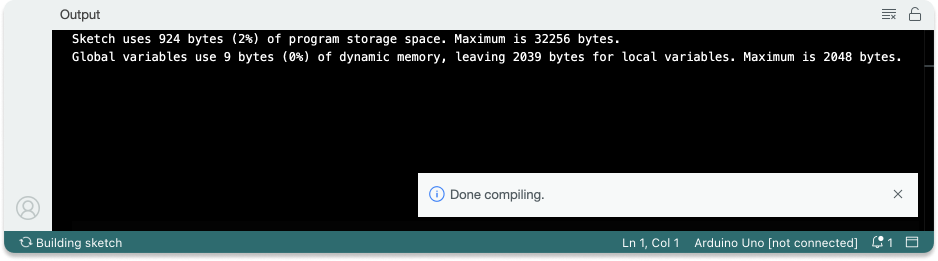 Output
Sketch uses 924 bytes (2%) of program storage space. Maximum is 32256 bytes.
Global variables use 9 bytes (0%) of dynamic memory, leaving 2039 bytes for local variables. Maximum is 2048 bytes.
Done compiling.
Building sketch
Ln 1, Col 1
Arduino Uno [not connected]
1